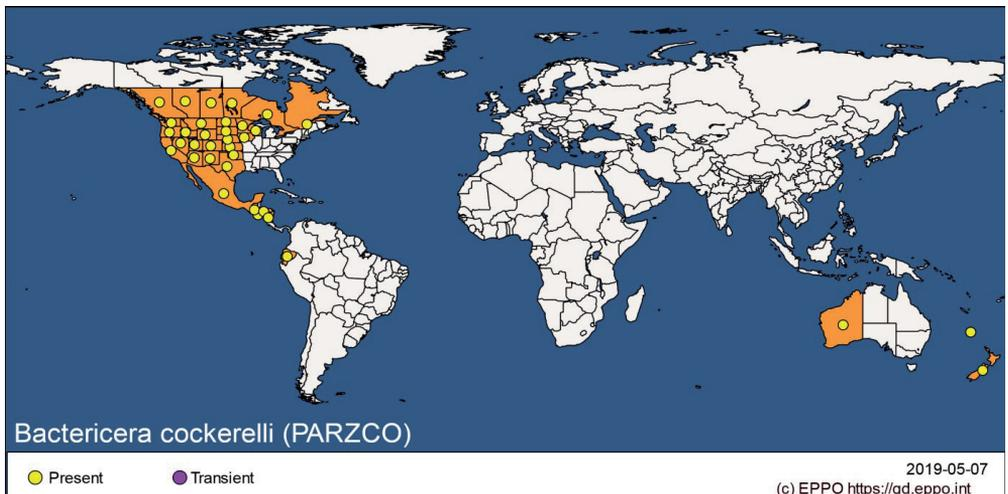 Bactericera cockerelli (PARZCO)
Present Transient
2019-05-07
(c) EPPO https://gd.eppo.int